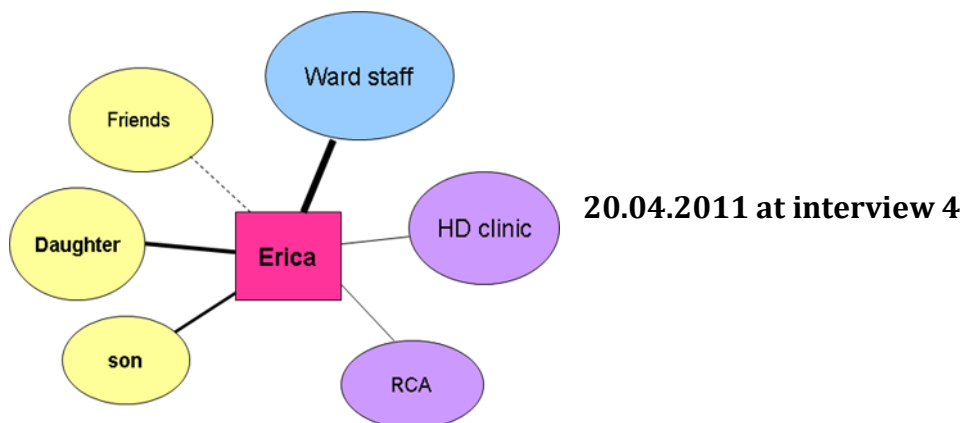 Ward staff
Friends
HD clinic
20.04.2011 at interview 4
Daughter
Erica
son
RCA